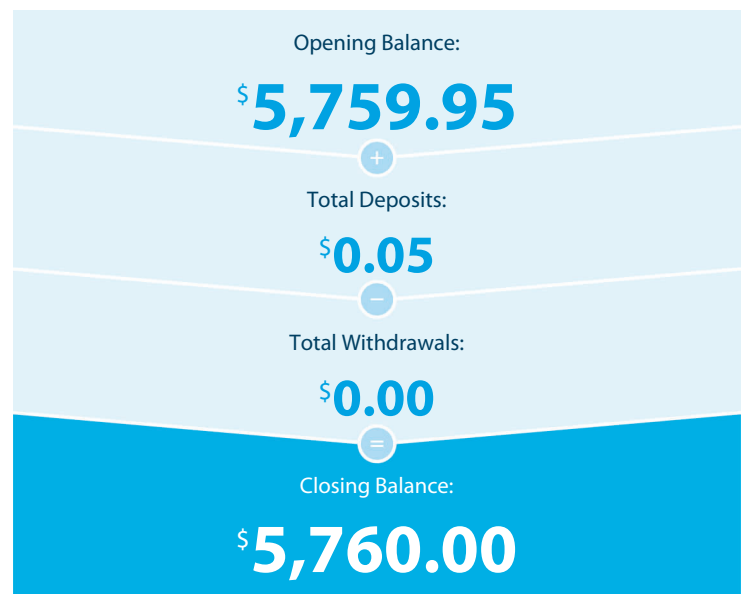 Opening Balance:
$5,759.95
+
Total Deposits:
$0.05
−
Total Withdrawals:
$0.00
=
Closing Balance:
$5,760.00